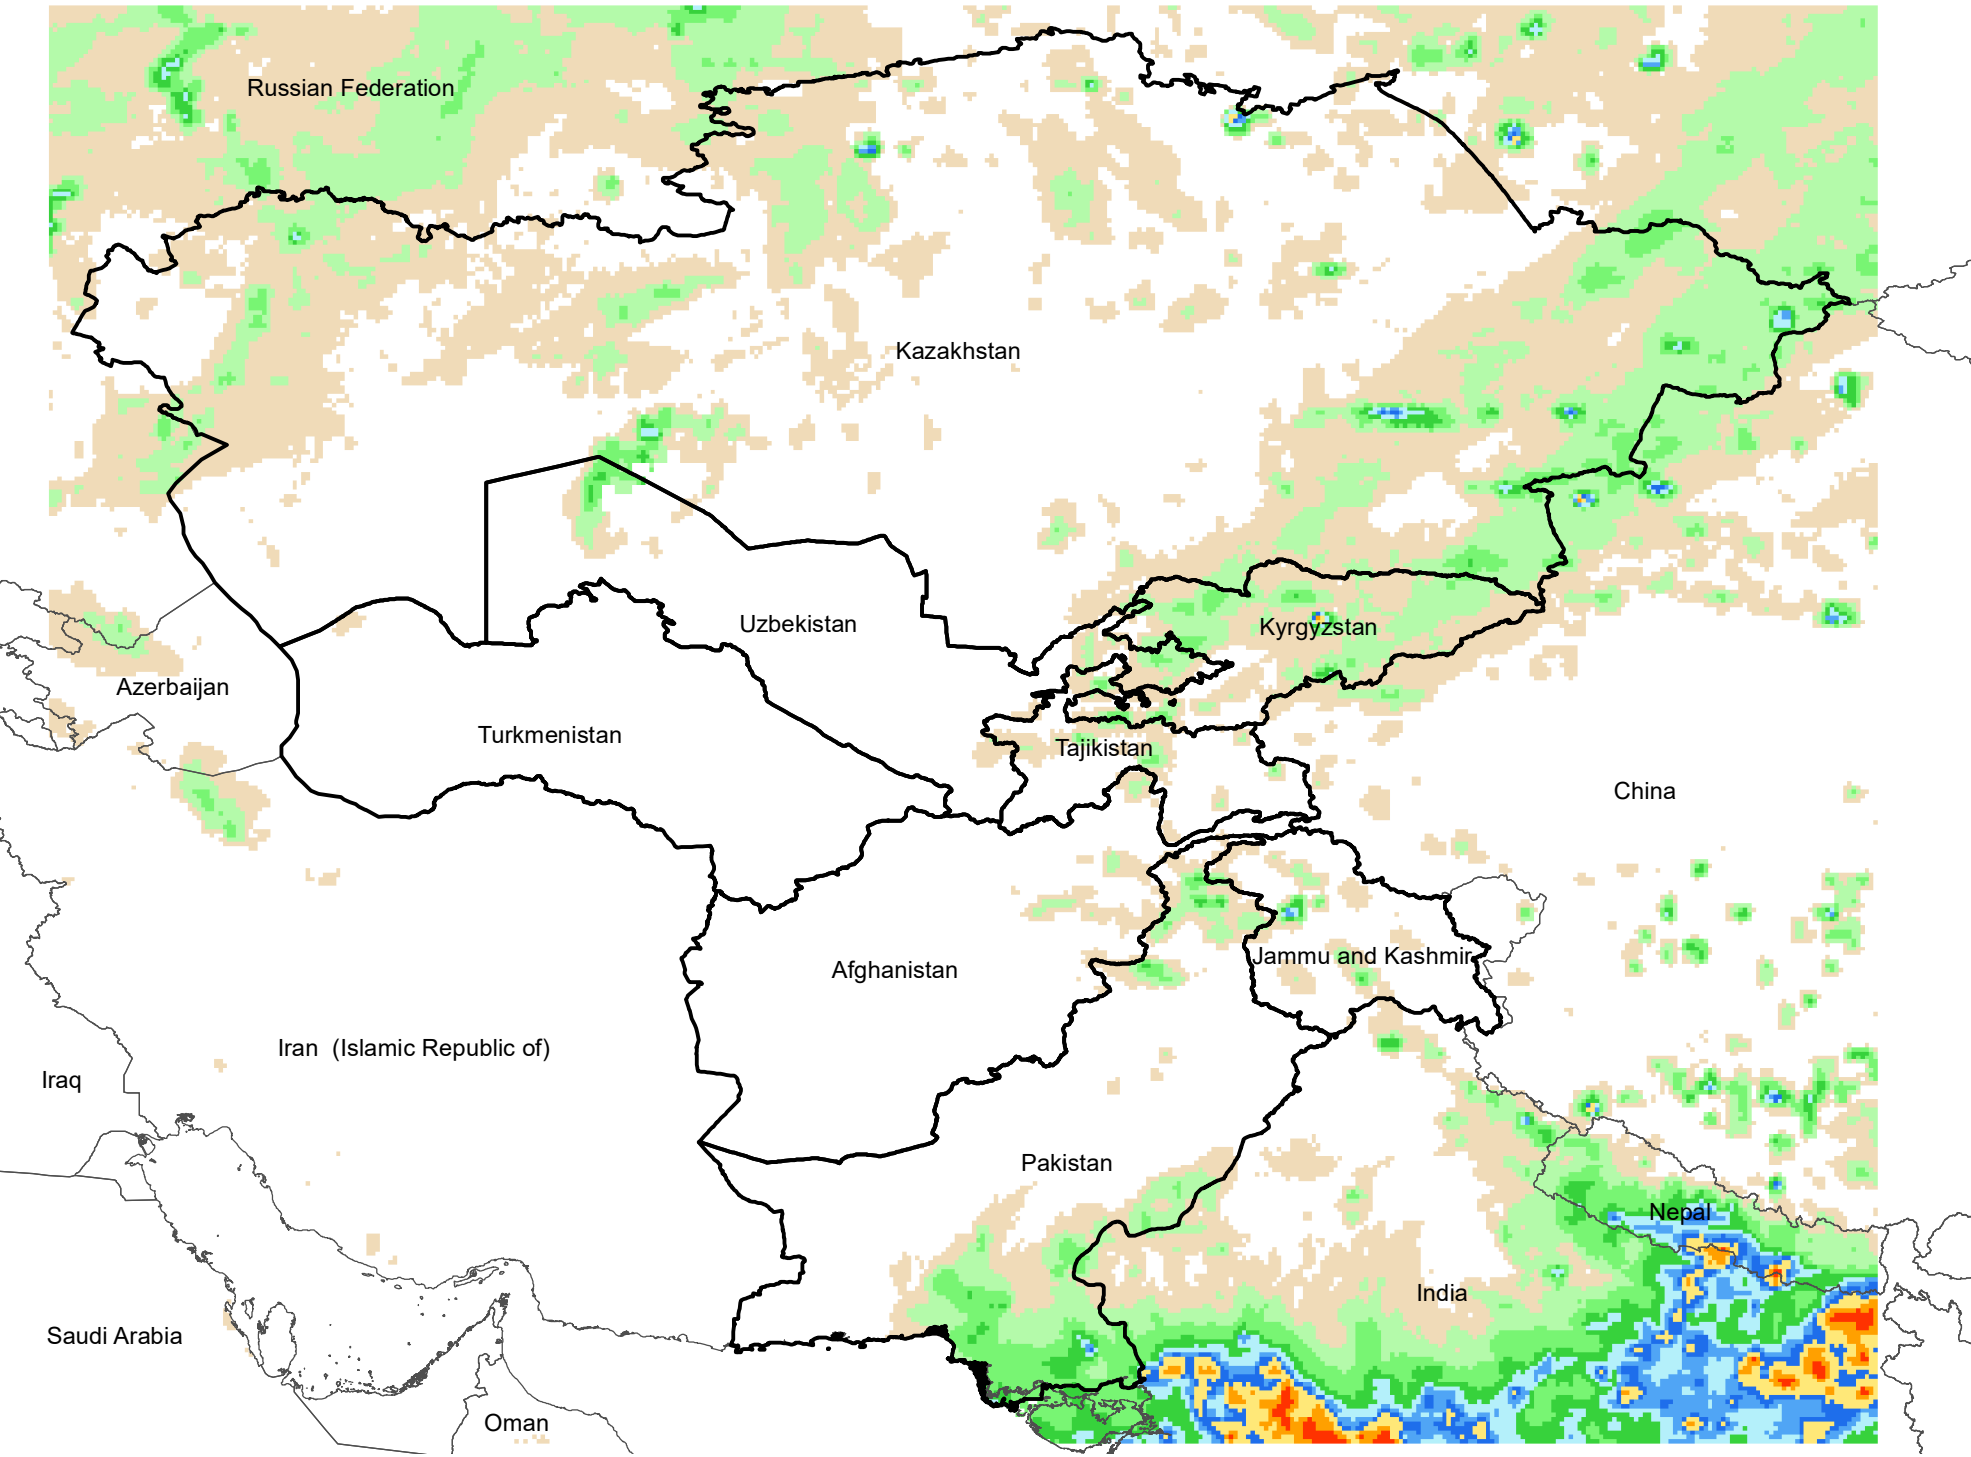 Russian Federation
Kazakhstan
Uzbekistan
Kyrgyzstan
Azerbaijan
Turkmenistan
Tajikistan
China
Jammu and Kashmir
Afghanistan
Iran  (Islamic Republic of)
Iraq
Pakistan
Nepal
India
Saudi Arabia
Oman